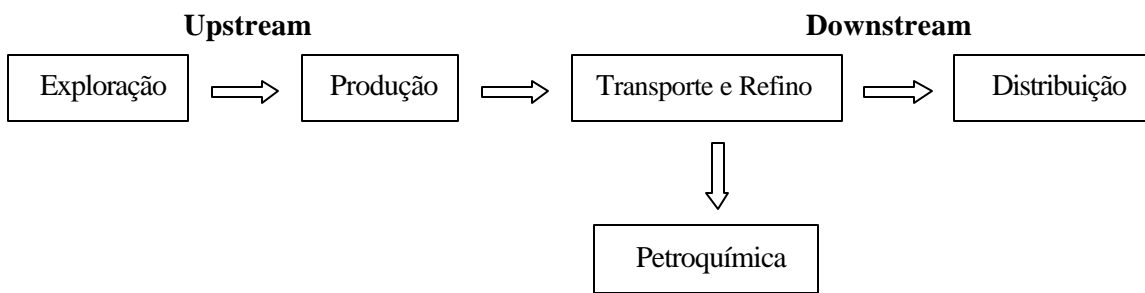 Upstream
Downstream
Exploração
Produção
Transporte e Refino
Distribuição
Petroquímica